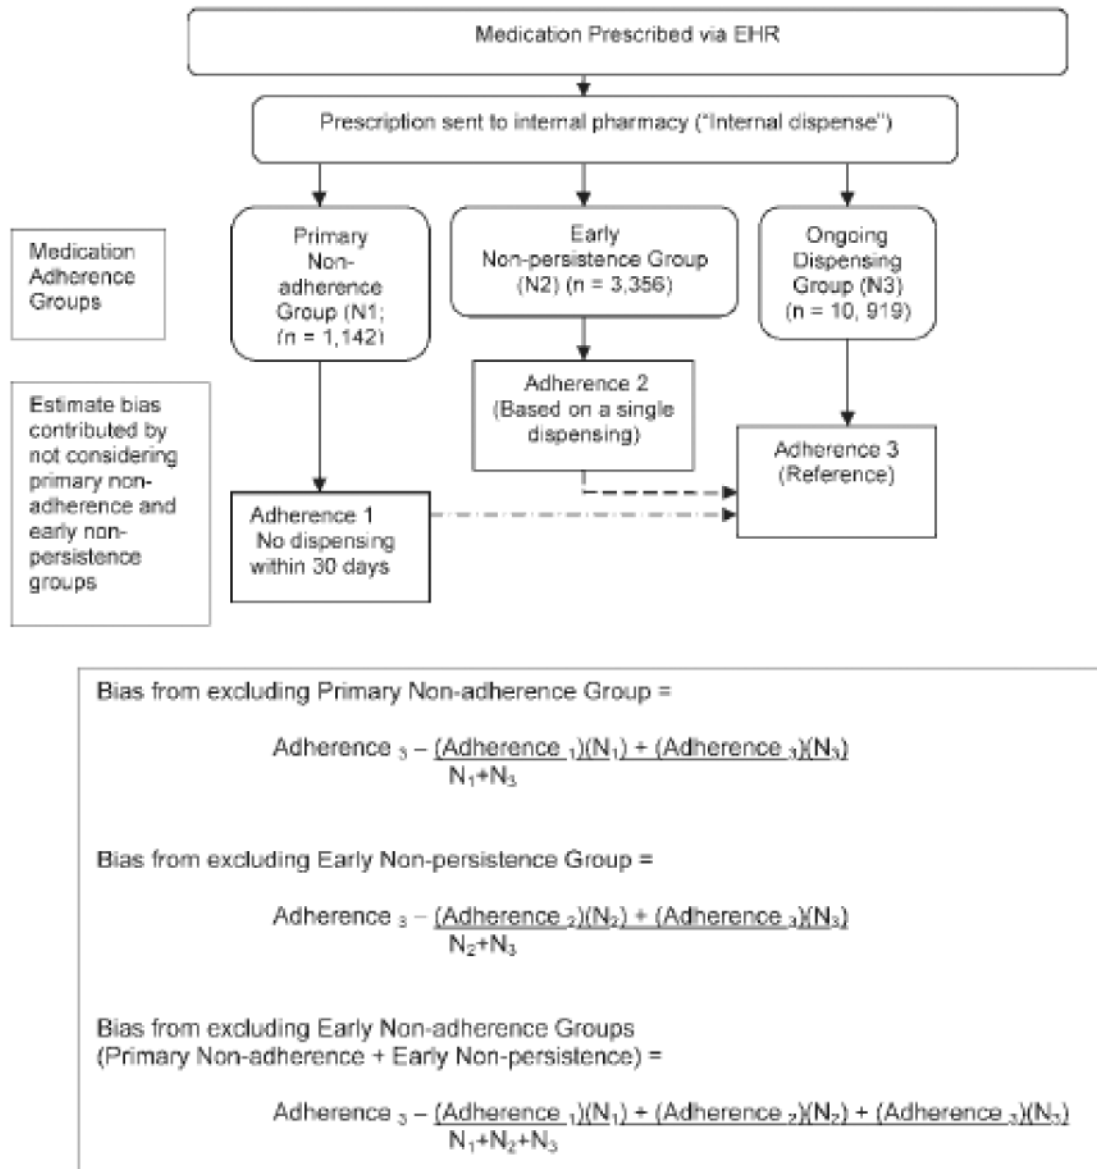 Medication Prescribed via EHR
Prescription sent to internal pharmacy ("Internal dispense")
Medication
Adherence
Groups
Primary
Non-
adherence
Group (N1;
(n = 1,142)
Early
Non-persistence Group
(N2) (n = 3,356)
Ongoing
Dispensing
Group (N3)
(n = 10, 919)
Estimate bias
contributed by
not considering
primary non-
adherence and
early non-
persistence
groups
Adherence 1
No dispensing
within 30 days
Adherence 2
(Based on a single
dispensing)
Adherence 3
(Reference)
Bias from excluding Primary Non-adherence Group =
Adherence ₃ – (Adherence ₁)(N₁) + (Adherence ₃)(N₃)
N₁+N₃
Bias from excluding Early Non-persistence Group =
Adherence ₃ – (Adherence ₂)(N₂) + (Adherence ₃)(N₃)
N₂+N₃
Bias from excluding Early Non-adherence Groups
(Primary Non-adherence + Early Non-persistence) =
Adherence ₃ – (Adherence ₁)(N₁) + (Adherence ₂)(N₂) + (Adherence ₃)(N₃)
N₁+N₂+N₃